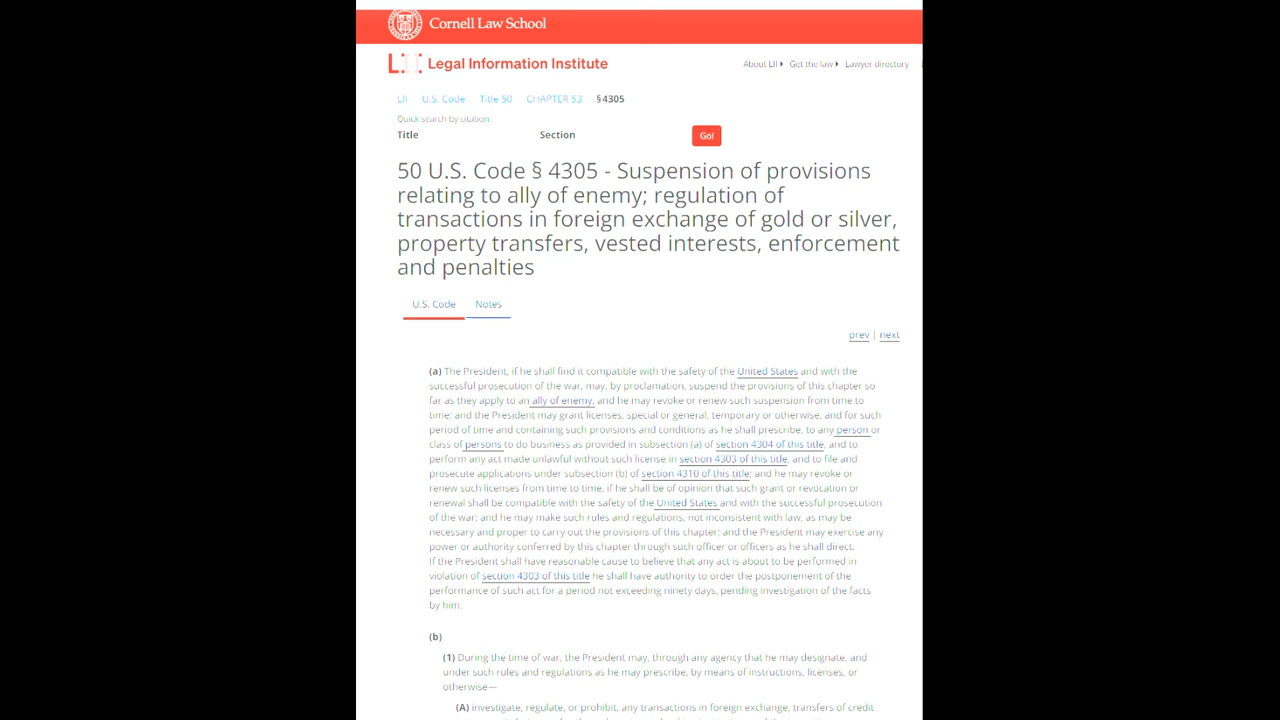 Cornell Law School
LII Legal Information Institute
About LII Get the law Lawyer directory
LII U.S. Code Title 50 CHAPTER 53 §4305
Quick search by citation:
Title Section Go!
50 U.S. Code § 4305 - Suspension of provisions
relating to ally of enemy; regulation of
transactions in foreign exchange of gold or silver,
property transfers, vested interests, enforcement
and penalties
U.S. Code Notes
prev | next
(a) The President, if he shall find it compatible with the safety of the United States and with the
successful prosecution of the war, may, by proclamation, suspend the provisions of this chapter so
far as they apply to an ally of enemy, and he may revoke or renew such suspension from time to
time; and the President may grant licenses, special or general, temporary or otherwise, and for such
period of time and containing such provisions and conditions as he shall prescribe, to any person or
class of persons to do business as provided in subsection (a) of section 4304 of this title, and to
perform any act made unlawful without such license in section 4303 of this title, and to file and
prosecute applications under subsection (b) of section 4310 of this title; and he may revoke or
renew such licenses from time to time, if he shall be of opinion that such grant or revocation or
renewal shall be compatible with the safety of the United States and with the successful prosecution
of the war; and he may make such rules and regulations, not inconsistent with law, as may be
necessary and proper to carry out the provisions of this chapter; and the President may exercise any
power or authority conferred by this chapter through such officer or officers as he shall direct.
If the President shall have reasonable cause to believe that any act is about to be performed in
violation of section 4303 of this title he shall have authority to order the postponement of the
performance of such act for a period not exceeding ninety days, pending investigation of the facts
by him.
(b)
(1) During the time of war, the President may, through any agency that he may designate, and
under such rules and regulations as he may prescribe, by means of instructions, licenses, or
otherwise—
(A) investigate, regulate, or prohibit, any transactions in foreign exchange, transfers of credit